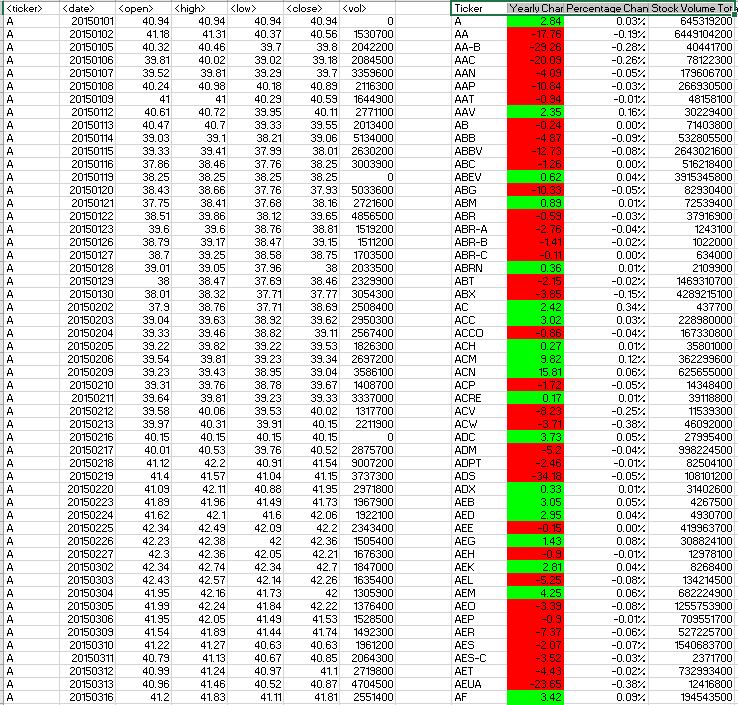 <ticker> <date> <open> <high> <low> <close> <vol> Ticker Yearly Char Percentage Chan Stock Volume Tot
A 20150101 40.94 40.94 40.94 40.94 0 A 2.84 0.03% 645319200
A 20150102 41.18 41.31 40.37 40.56 1530700 AA -17.76 -0.19% 6449104200
A 20150105 40.32 40.46 39.7 39.8 2042200 AA-B -29.26 -0.28% 40441700
A 20150106 39.81 40.02 39.02 39.18 2084500 AAC -20.09 -0.26% 78122300
A 20150107 39.52 39.81 39.29 39.7 3359600 AAN -4.09 -0.05% 179606700
A 20150108 40.24 40.98 40.18 40.89 2116300 AAP -10.84 -0.03% 266930500
A 20150109 41 41 40.29 40.59 1644900 AAT -0.94 -0.01% 48158100
A 20150112 40.61 40.72 39.95 40.11 2771100 AAV 2.35 0.16% 30229400
A 20150113 40.47 40.7 39.33 39.55 2013400 AB -0.24 0.00% 71403800
A 20150114 39.03 39.1 38.21 39.06 5134000 ABB -4.87 -0.09% 532805500
A 20150115 39.33 39.41 37.99 38.01 2630200 ABBV -12.73 -0.08% 2643021600
A 20150116 37.86 38.46 37.76 38.25 3003900 ABC -1.26 0.00% 516218400
A 20150119 38.25 38.25 38.25 38.25 0 ABEV 0.62 0.04% 3915345800
A 20150120 38.43 38.66 37.76 37.93 5033600 ABG -10.33 -0.05% 82930400
A 20150121 37.75 38.41 37.68 38.16 2721600 ABM 0.89 0.01% 72539400
A 20150122 38.51 39.86 38.12 39.65 4856500 ABR -0.59 -0.03% 37916900
A 20150123 39.6 39.6 38.76 38.81 1519200 ABR-A -2.76 -0.04% 1243100
A 20150126 38.79 39.17 38.47 39.15 1511200 ABR-B -1.41 -0.02% 1022000
A 20150127 38.7 39.25 38.58 38.75 1703500 ABR-C -0.11 0.00% 634000
A 20150128 39.01 39.05 37.96 38 2033500 ABRN 0.36 0.01% 2109900
A 20150129 38 38.47 37.69 38.46 2329900 ABT -2.15 -0.02% 1469310700
A 20150130 38.01 38.32 37.71 37.77 3054300 ABX -3.85 -0.15% 4289215100
A 20150202 37.9 38.76 37.71 38.69 2508400 AC 2.42 0.34% 437700
A 20150203 39.04 39.63 38.92 39.62 2950300 ACC 3.02 0.03% 228980000
A 20150204 39.33 39.46 38.82 39.11 2567400 ACCO -0.86 -0.04% 167330800
A 20150205 39.22 39.82 39.22 39.53 1826300 ACH 0.27 0.01% 35801000
A 20150206 39.54 39.81 39.23 39.34 2697200 ACM 9.82 0.12% 362299600
A 20150209 39.23 39.43 38.95 39.04 3586100 ACN 15.81 0.06% 625655000
A 20150210 39.31 39.76 38.78 39.67 1408700 ACP -1.72 -0.05% 14348400
A 20150211 39.64 39.81 39.23 39.33 3337000 ACRE 0.17 0.01% 39118800
A 20150212 39.58 40.06 39.53 40.02 1317700 ACV -6.23 -0.25% 11539300
A 20150213 39.97 40.31 39.91 40.15 2211900 ACW -3.71 -0.38% 46092000
A 20150216 40.15 40.15 40.15 40.15 0 ADC 3.73 0.05% 27995400
A 20150217 40.01 40.53 39.76 40.52 2875700 ADM -5.2 -0.04% 998224500
A 20150218 41.12 42.2 40.91 41.54 9007200 ADPT -2.46 -0.01% 82504100
A 20150219 41.4 41.57 41.04 41.15 3737300 ADS -34.18 -0.05% 108101200
A 20150220 41.09 42.11 40.88 41.95 2971800 ADX 0.33 0.01% 31402600
A 20150223 41.89 41.96 41.49 41.73 1967900 AEB 3.05 0.05% 4267500
A 20150224 41.62 42.1 41.6 42.06 1922100 AED 2.95 0.04% 4930700
A 20150225 42.34 42.49 42.09 42.2 2343400 AEE -0.15 0.00% 419963700
A 20150226 42.23 42.38 42 42.36 1505400 AEG 1.43 0.08% 308824100
A 20150227 42.3 42.36 42.05 42.21 1676300 AEH -0.9 -0.01% 12978100
A 20150302 42.34 42.74 42.34 42.7 1847000 AEK 2.81 0.04% 8268400
A 20150303 42.43 42.57 42.14 42.26 1635400 AEL -5.25 -0.08% 134214500
A 20150304 41.95 42.16 41.73 42 1305900 AEM 4.25 0.06% 682224900
A 20150305 41.99 42.24 41.84 42.22 1376400 AEO -3.39 -0.08% 1255753900
A 20150306 41.95 42.05 41.49 41.53 1528500 AEP -0.9 -0.01% 709551700
A 20150309 41.54 41.89 41.44 41.74 1492300 AER -7.37 -0.06% 527225700
A 20150310 41.22 41.27 40.63 40.63 1961200 AES -2.07 -0.07% 1540683700
A 20150311 40.79 41.13 40.67 40.85 2064300 AES-C -3.52 -0.03% 2371700
A 20150312 40.99 41.24 40.97 41.1 2719800 AET -4.43 -0.02% 732993400
A 20150313 40.96 41.46 40.52 40.87 4704500 AEUA -23.65 -0.38% 12416800
A 20150316 41.2 41.83 41.11 41.81 2551400 AF 3.42 0.09% 194543500